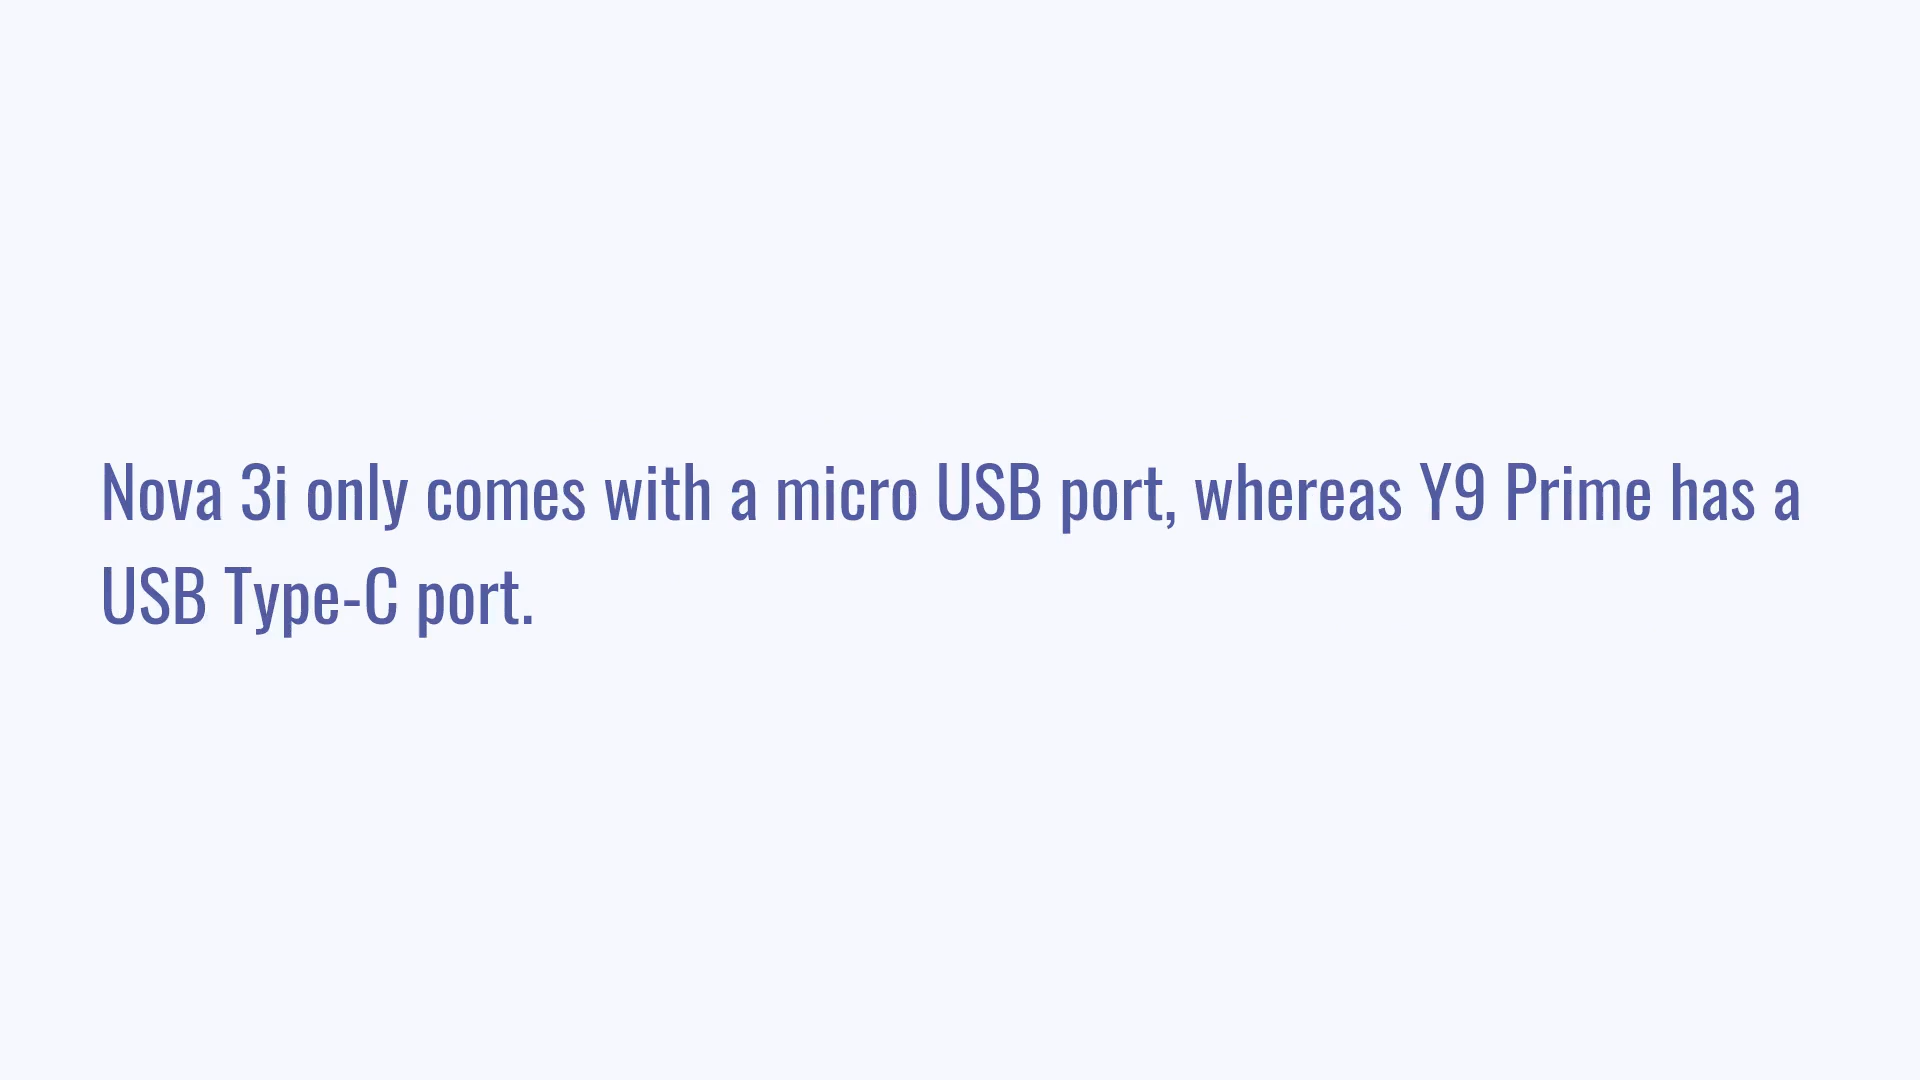 Nova 3i only comes with a micro USB port, whereas Y9 Prime has a
USB Type-C port.